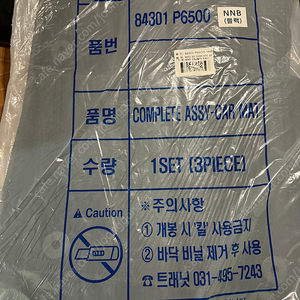 84301 P6500
NNB
(블랙)
품번
품명
COMPLETE ASSY-CAR MAT
수량
1SET (3PIECE)
⚠ Caution
※주의사항
① 개봉 시 '칼' 사용금지
② 바닥 비닐 제거 후 사용
☎트래닛 031-495-7243